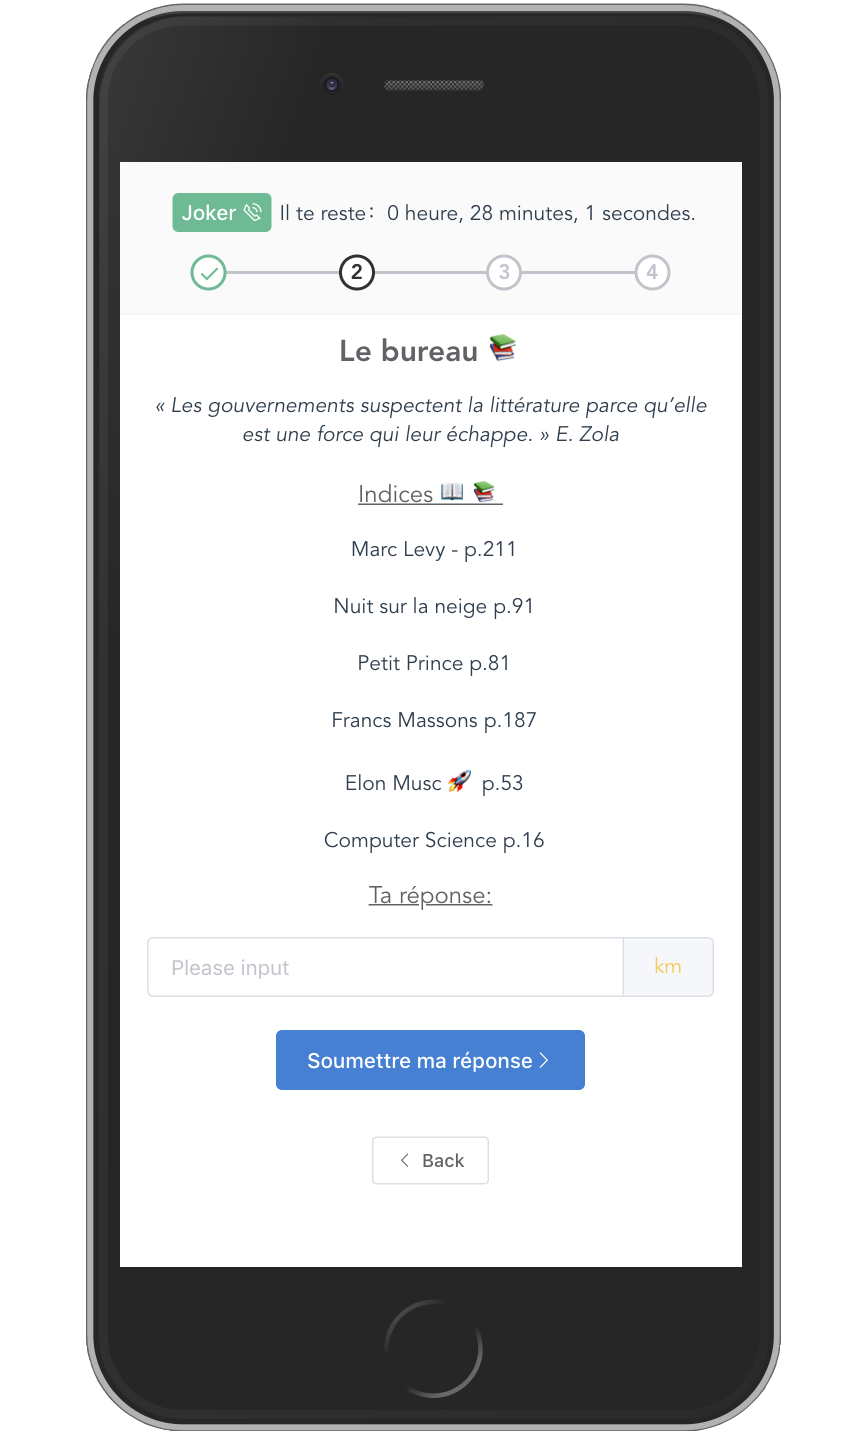 Joker Il te reste: 0 heure, 28 minutes, 1 secondes.
2 3 4
Le bureau
« Les gouvernements suspectent la littérature parce qu’elle
est une force qui leur échappe. » E. Zola
Indices
Marc Levy - p.211
Nuit sur la neige p.91
Petit Prince p.81
Francs Massons p.187
Elon Musc 🚀 p.53
Computer Science p.16
Ta réponse:
Please input km
Soumettre ma réponse
Back